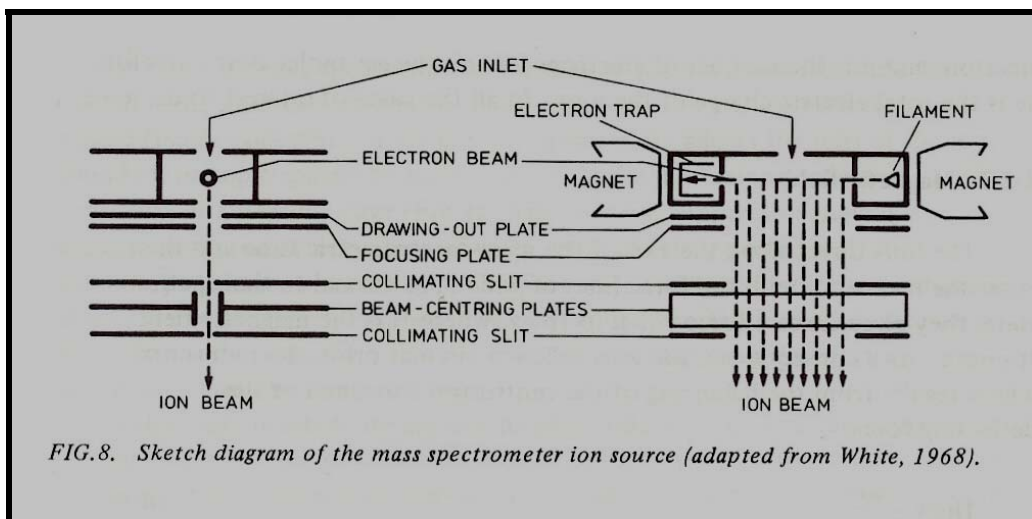 GAS INLET
ELECTRON TRAP
FILAMENT
ELECTRON BEAM
MAGNET
MAGNET
DRAWING-OUT PLATE
FOCUSING PLATE
COLLIMATING SLIT
BEAM-CENTRING PLATES
COLLIMATING SLIT
ION BEAM
ION BEAM
FIG.8. Sketch diagram of the mass spectrometer ion source (adapted from White, 1968).